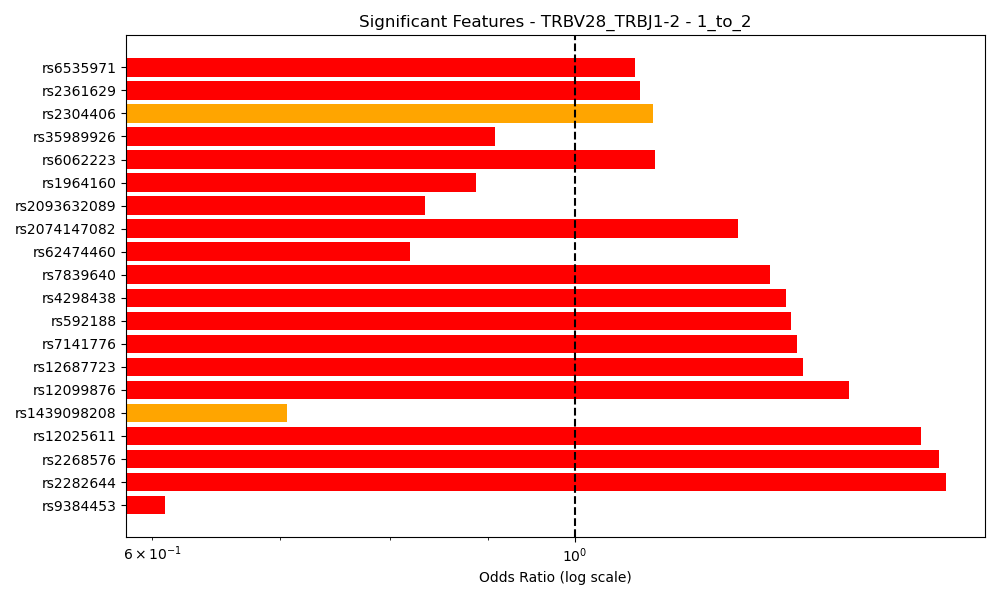 Significant Features - TRBV28_TRBJ1-2 - 1_to_2
rs6535971
rs2361629
rs2304406
rs35989926
rs6062223
rs1964160
rs2093632089
rs2074147082
rs62474460
rs7839640
rs4298438
rs592188
rs7141776
rs12687723
rs12099876
rs1439098208
rs12025611
rs2268576
rs2282644
rs9384453
6 × 10⁻¹ 10⁰
Odds Ratio (log scale)